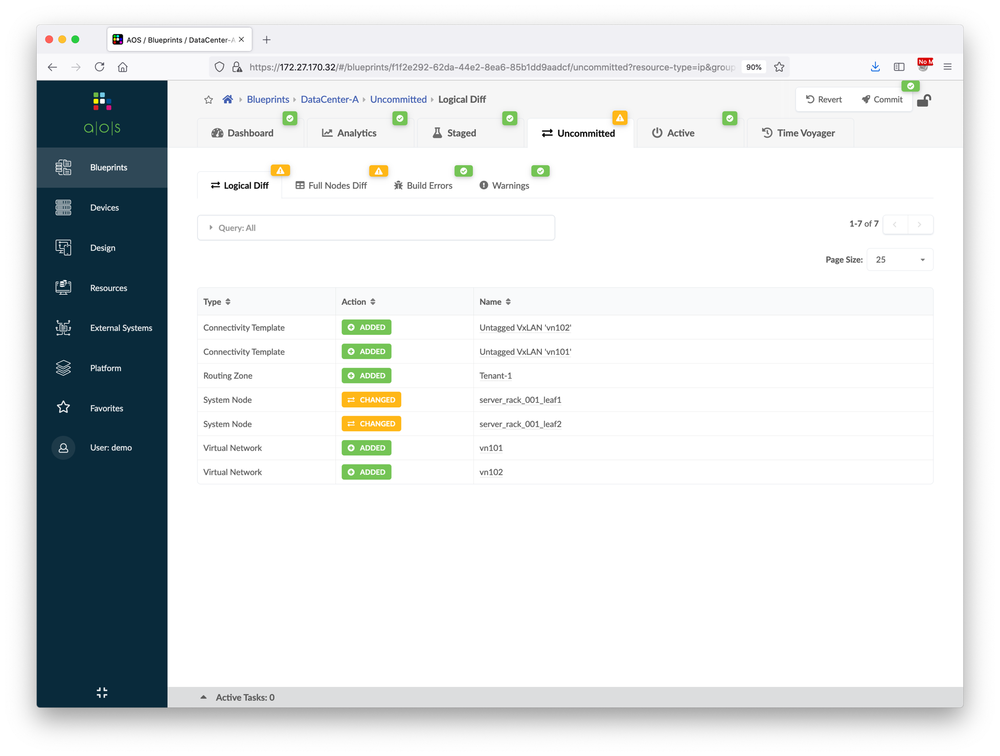 AOS / Blueprints / DataCenter-A
https://172.27.170.32/#/blueprints/f1f2e292-62da-44e2-8ea6-85b1dd9aadcf/uncommitted?resource-type=ip&group
90%
No M
a|o|s
Blueprints
Devices
Design
Resources
External Systems
Platform
Favorites
User: demo
Blueprints
DataCenter-A
Uncommitted
Logical Diff
Revert
Commit
Dashboard
Analytics
Staged
Uncommitted
Active
Time Voyager
Logical Diff
Full Nodes Diff
Build Errors
Warnings
Query: All
1-7 of 7
Page Size: 25
Type Action Name
Connectivity Template ADDED Untagged VxLAN 'vn102'
Connectivity Template ADDED Untagged VxLAN 'vn101'
Routing Zone ADDED Tenant-1
System Node CHANGED server_rack_001_leaf1
System Node CHANGED server_rack_001_leaf2
Virtual Network ADDED vn101
Virtual Network ADDED vn102
Active Tasks: 0